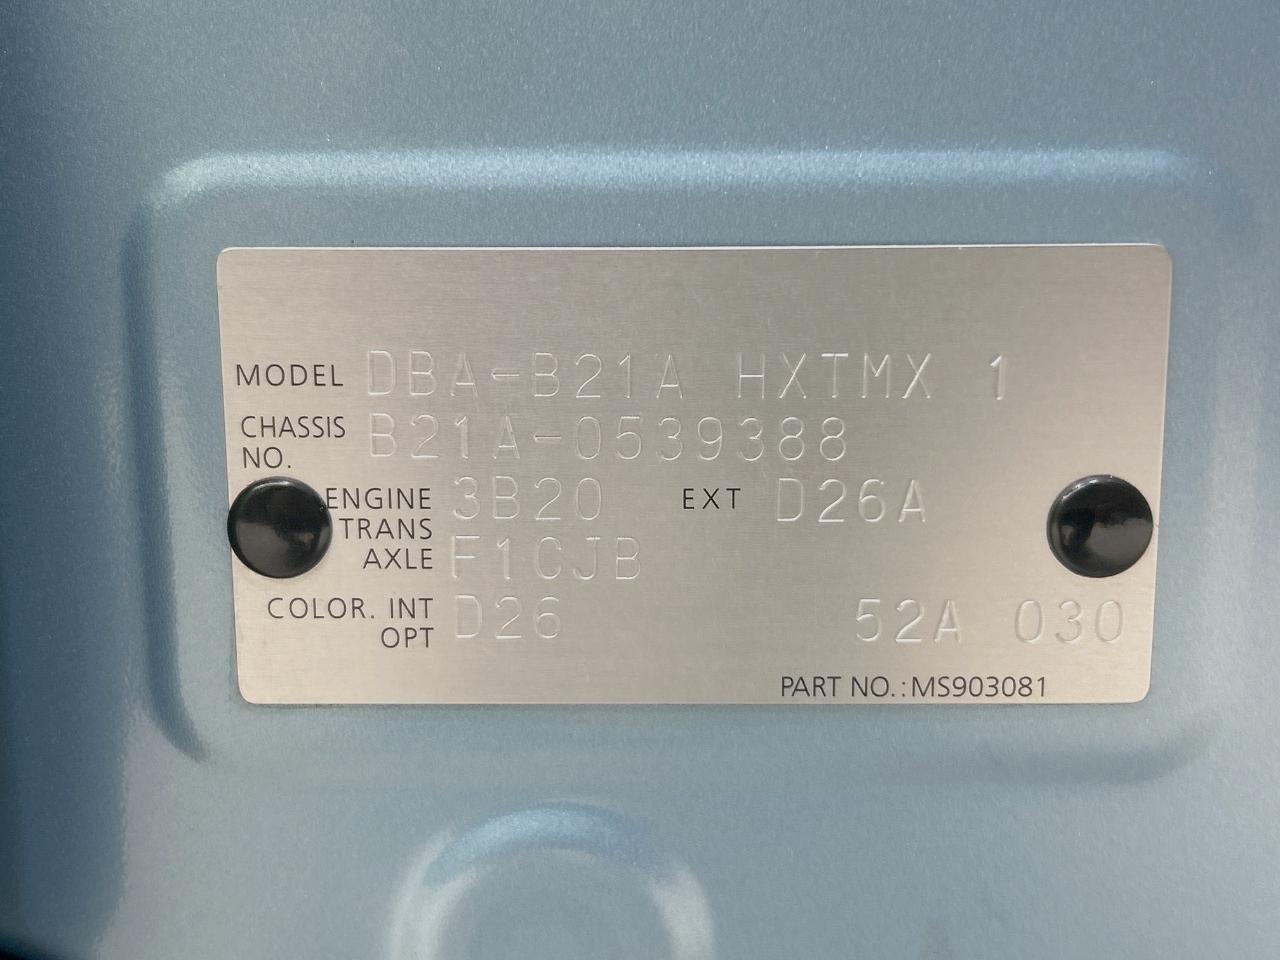 MODEL DBA-B21A HXTMX 1
CHASSIS NO. B21A-0539388
ENGINE 3B20 EXT D26A
TRANS AXLE F1CJB
COLOR. INT OPT D26 52A 030
PART NO.: MS903081